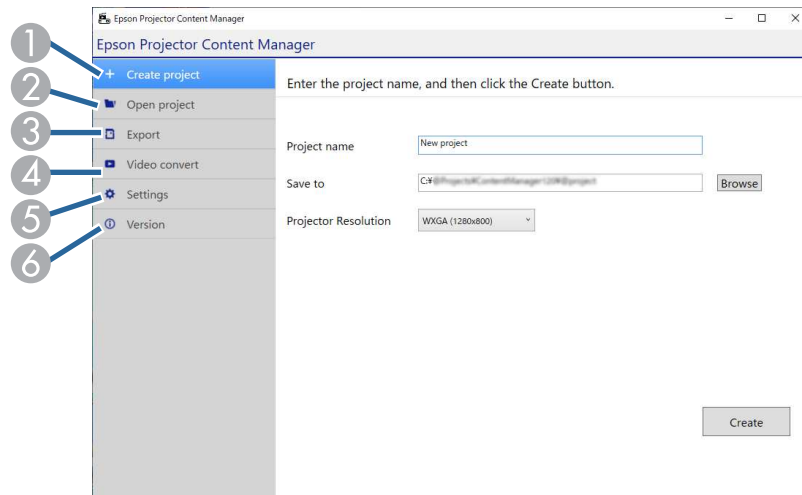 Epson Projector Content Manager
Epson Projector Content Manager
1 Create project
2 Open project
3 Export
4 Video convert
5 Settings
6 Version
Enter the project name, and then click the Create button.
Project name New project
Save to C:¥ Browse
Projector Resolution WXGA (1280x800)
Create